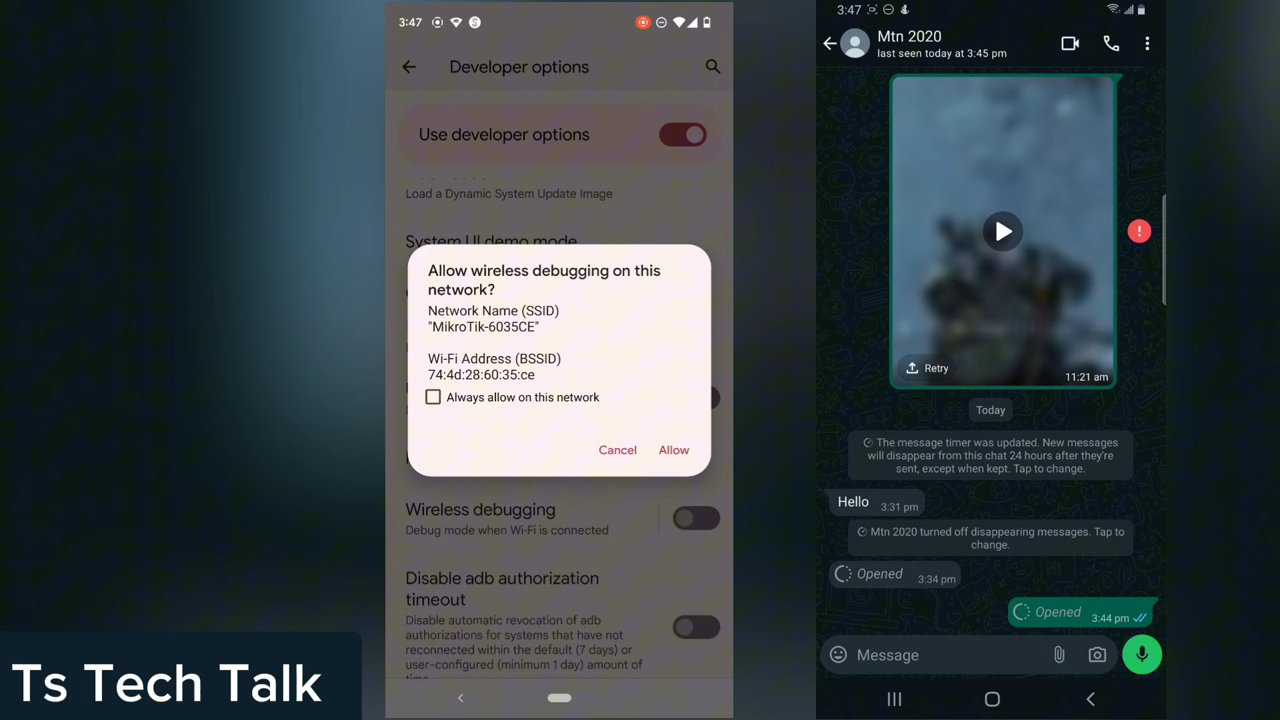 3:47
Developer options
Use developer options
Load a Dynamic System Update Image
System UI demo mode
Allow wireless debugging on this
network?
Network Name (SSID)
"MikroTik-6035CE"
Wi-Fi Address (BSSID)
74:4d:28:60:35:ce
Always allow on this network
Cancel
Allow
Wireless debugging
Debug mode when Wi-Fi is connected
Disable adb authorization
timeout
Disable automatic revocation of adb
authorizations for systems that have not
reconnected within the default (7 days) or
user-configured (minimum 1 day) amount of
time.
3:47
Mtn 2020
last seen today at 3:45 pm
Retry
11:21 am
Today
The message timer was updated. New messages
will disappear from this chat 24 hours after they're
sent, except when kept. Tap to change.
Hello
3:31 pm
Mtn 2020 turned off disappearing messages. Tap to
change.
Opened
3:34 pm
Opened
3:44 pm
Message
Ts Tech Talk